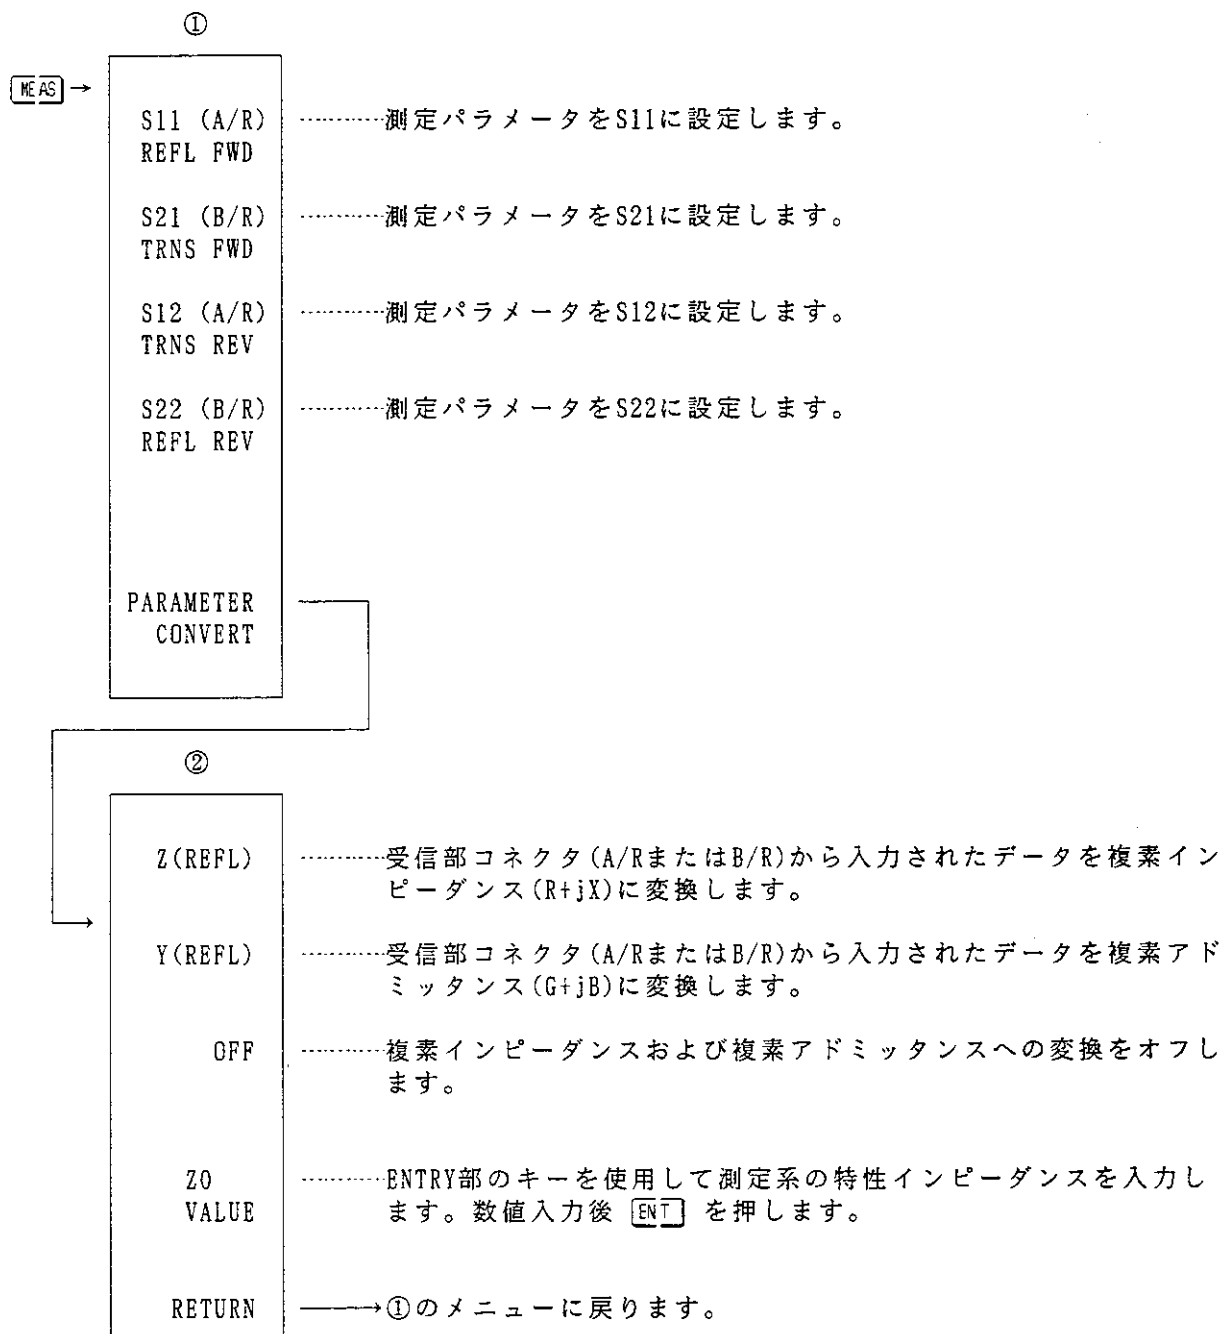 ①
MEAS →
S11 (A/R) ………測定パラメータをS11に設定します。
REFL FWD
S21 (B/R) ………測定パラメータをS21に設定します。
TRNS FWD
S12 (A/R) ………測定パラメータをS12に設定します。
TRNS REV
S22 (B/R) ………測定パラメータをS22に設定します。
REFL REV
PARAMETER
CONVERT
②
Z(REFL) ………受信部コネクタ(A/RまたはB/R)から入力されたデータを複素イン
ピーダンス(R+jX)に変換します。
Y(REFL) ………受信部コネクタ(A/RまたはB/R)から入力されたデータを複素アド
ミッタンス(G+jB)に変換します。
OFF ………複素インピーダンスおよび複素アドミッタンスへの変換をオフし
ます。
Z0 ………ENTRY部のキーを使用して測定系の特性インピーダンスを入力し
VALUE ます。数値入力後 ENT を押します。
RETURN ―→①のメニューに戻ります。